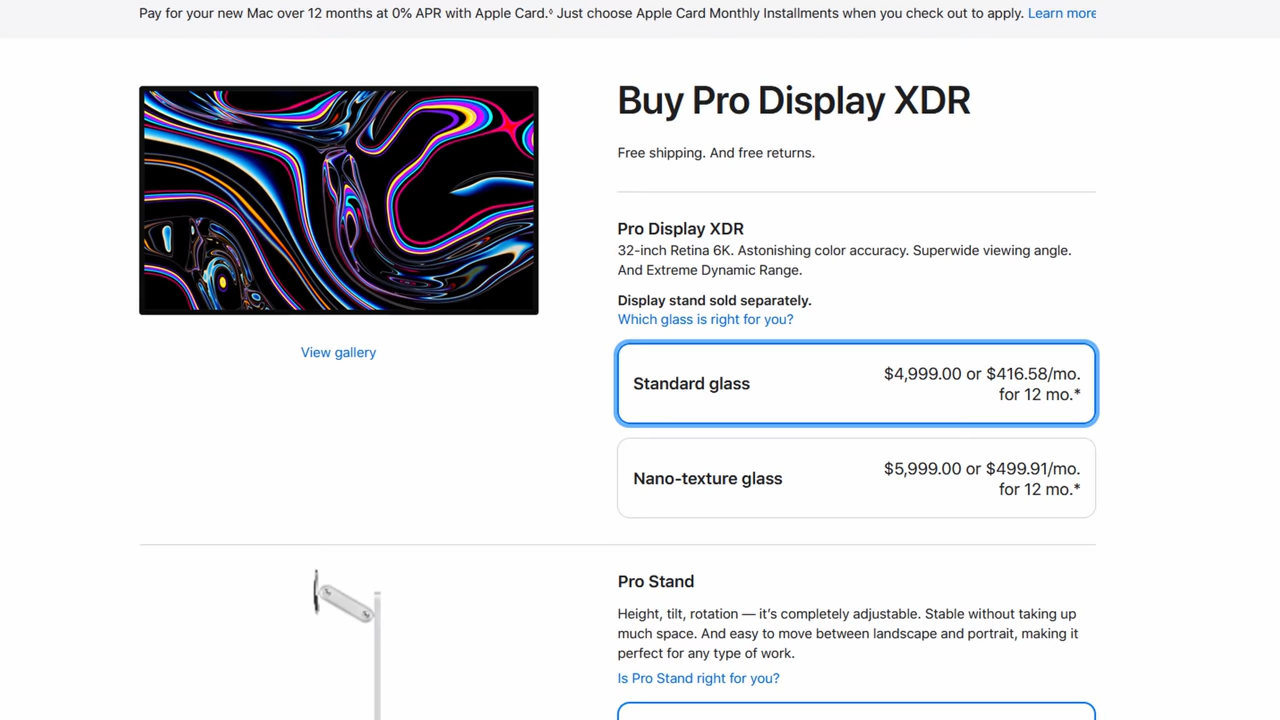 Pay for your new Mac over 12 months at 0% APR with Apple Card.◊ Just choose Apple Card Monthly Installments when you check out to apply. Learn more
Buy Pro Display XDR
Free shipping. And free returns.
Pro Display XDR
32-inch Retina 6K. Astonishing color accuracy. Superwide viewing angle.
And Extreme Dynamic Range.
Display stand sold separately.
Which glass is right for you?
View gallery
Standard glass
$4,999.00 or $416.58/mo.
for 12 mo.*
Nano-texture glass
$5,999.00 or $499.91/mo.
for 12 mo.*
Pro Stand
Height, tilt, rotation — it’s completely adjustable. Stable without taking up
much space. And easy to move between landscape and portrait, making it
perfect for any type of work.
Is Pro Stand right for you?